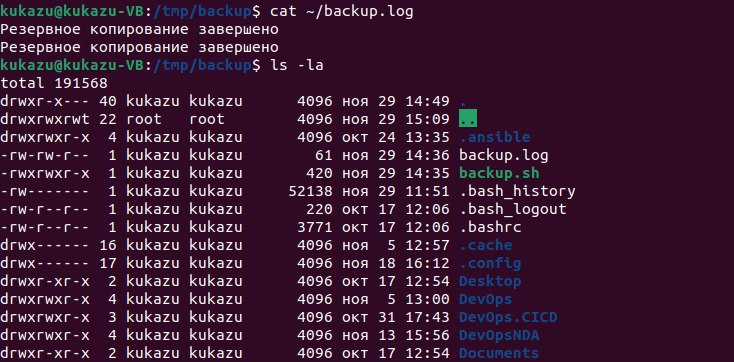 kukazu@kukazu-VB:/tmp/backup$ cat ~/backup.log
Резервное копирование завершено
Резервное копирование завершено
kukazu@kukazu-VB:/tmp/backup$ ls -la
total 191568
drwxr-x--- 40 kukazu kukazu 4096 ноя 29 14:49 .
drwxrwxrwt 22 root root 4096 ноя 29 15:09 ..
drwxrwxr-x 4 kukazu kukazu 4096 окт 24 13:35 .ansible
-rw-rw-r-- 1 kukazu kukazu 61 ноя 29 14:36 backup.log
-rwxrwxr-x 1 kukazu kukazu 420 ноя 29 14:35 backup.sh
-rw------- 1 kukazu kukazu 52138 ноя 29 11:51 .bash_history
-rw-r--r-- 1 kukazu kukazu 220 окт 17 12:06 .bash_logout
-rw-r--r-- 1 kukazu kukazu 3771 окт 17 12:06 .bashrc
drwx------ 16 kukazu kukazu 4096 ноя 5 12:57 .cache
drwx------ 17 kukazu kukazu 4096 ноя 18 16:12 .config
drwxr-xr-x 2 kukazu kukazu 4096 окт 17 12:54 Desktop
drwxrwxr-x 4 kukazu kukazu 4096 ноя 5 13:00 DevOps
drwxrwxr-x 3 kukazu kukazu 4096 окт 31 17:43 DevOps.CICD
drwxrwxr-x 4 kukazu kukazu 4096 ноя 13 15:56 DevOpsNDA
drwxr-xr-x 2 kukazu kukazu 4096 окт 17 12:54 Documents